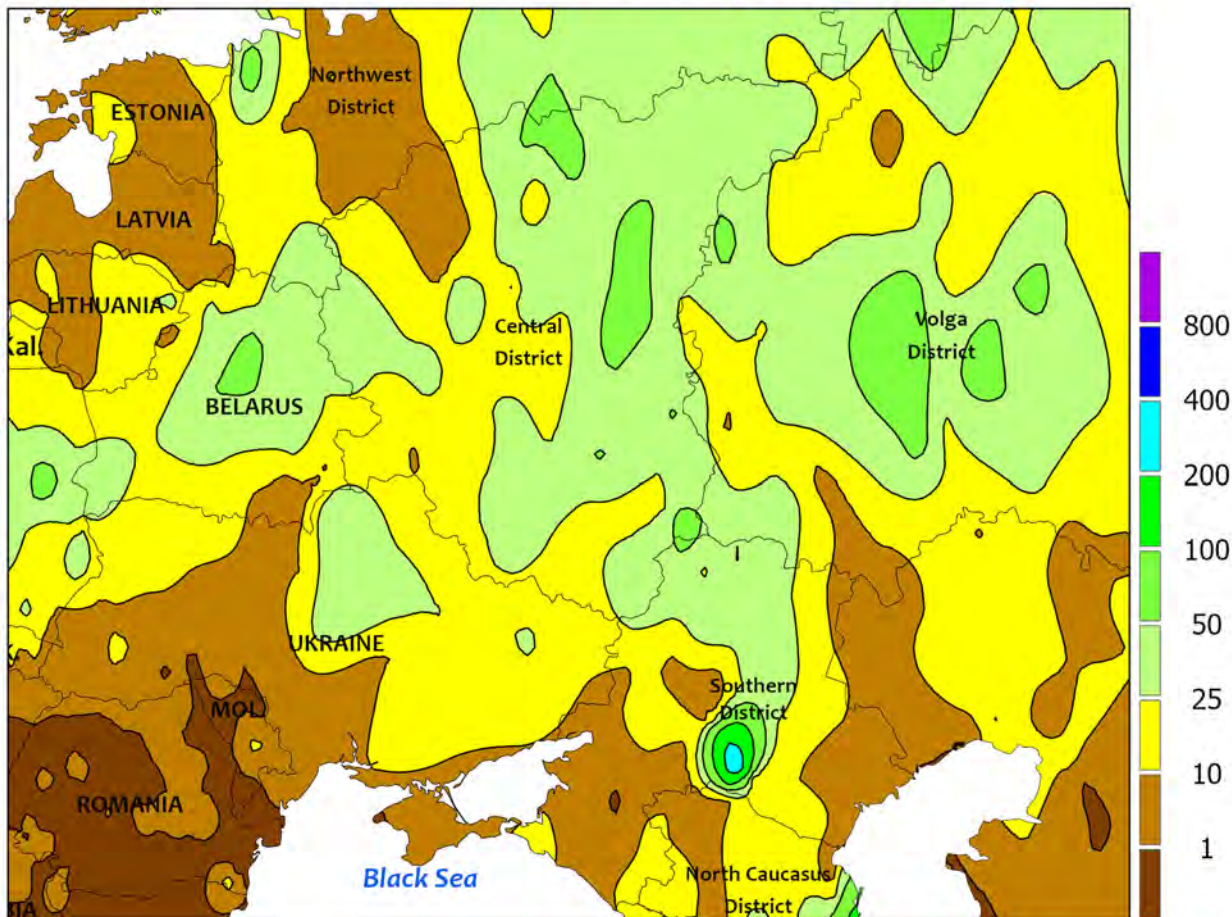 Northwest
District
ESTONIA
LATVIA
LITHUANIA
Kal.
Central
District
Volga
District
BELARUS
UKRAINE
MOL.
Southern
District
ROMANIA
Black Sea
North Caucasus
District
800
400
200
100
50
25
10
1